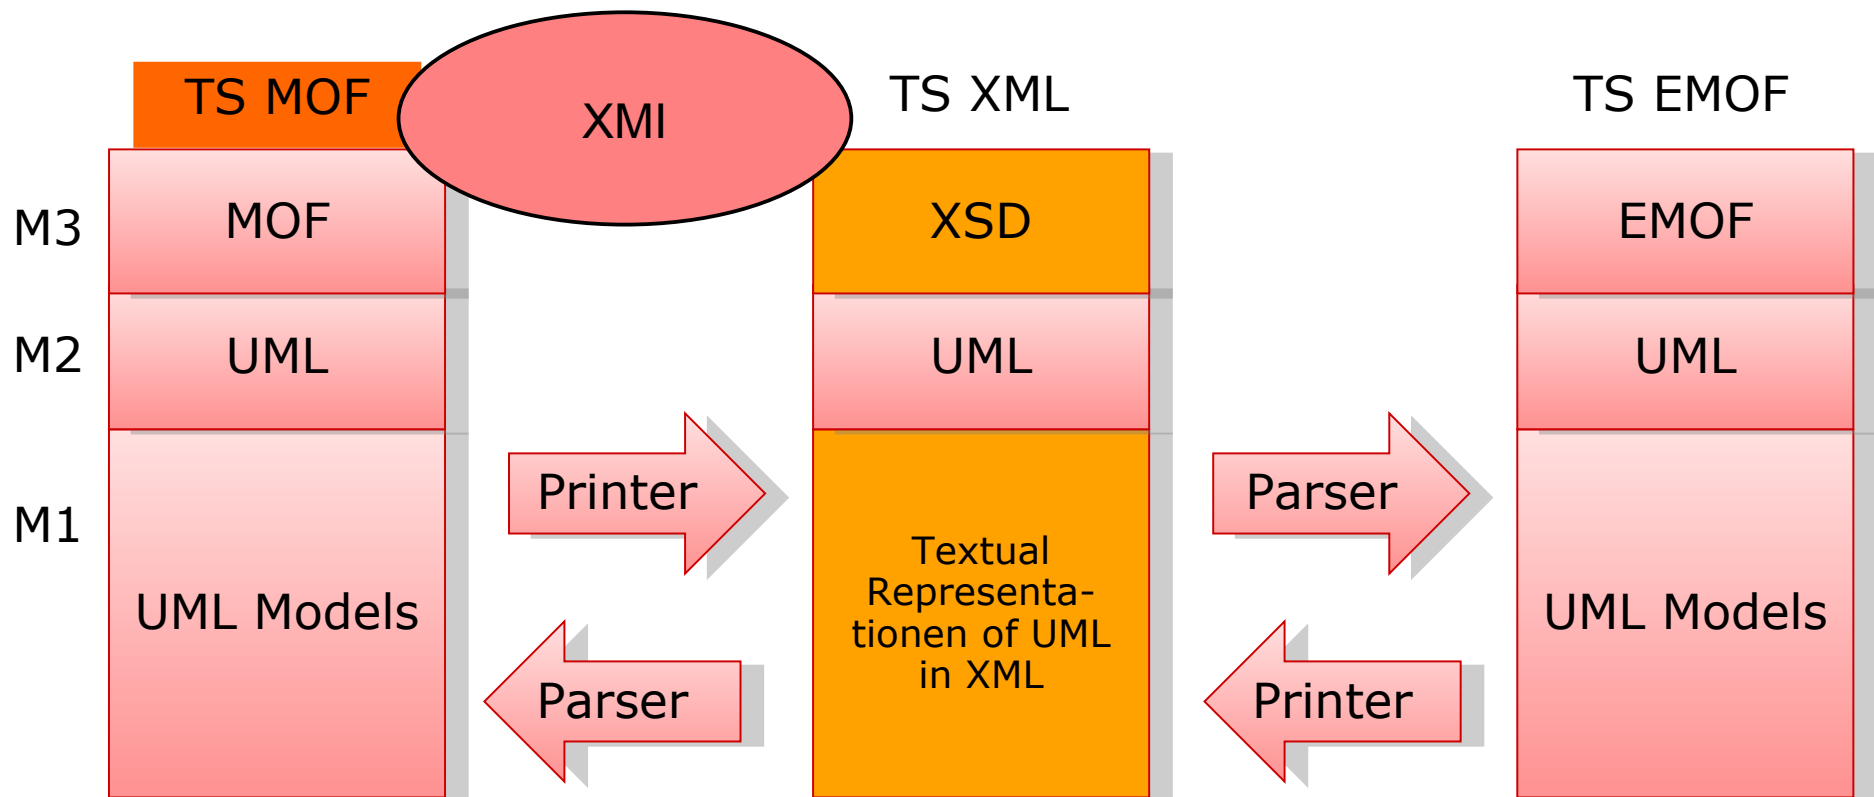 TS MOF
XMI
TS XML
TS EMOF
M3
MOF
XSD
EMOF
M2
UML
UML
UML
M1
UML Models
Printer
Parser
Textual
Representa-
tionen of UML
in XML
Parser
Printer
UML Models